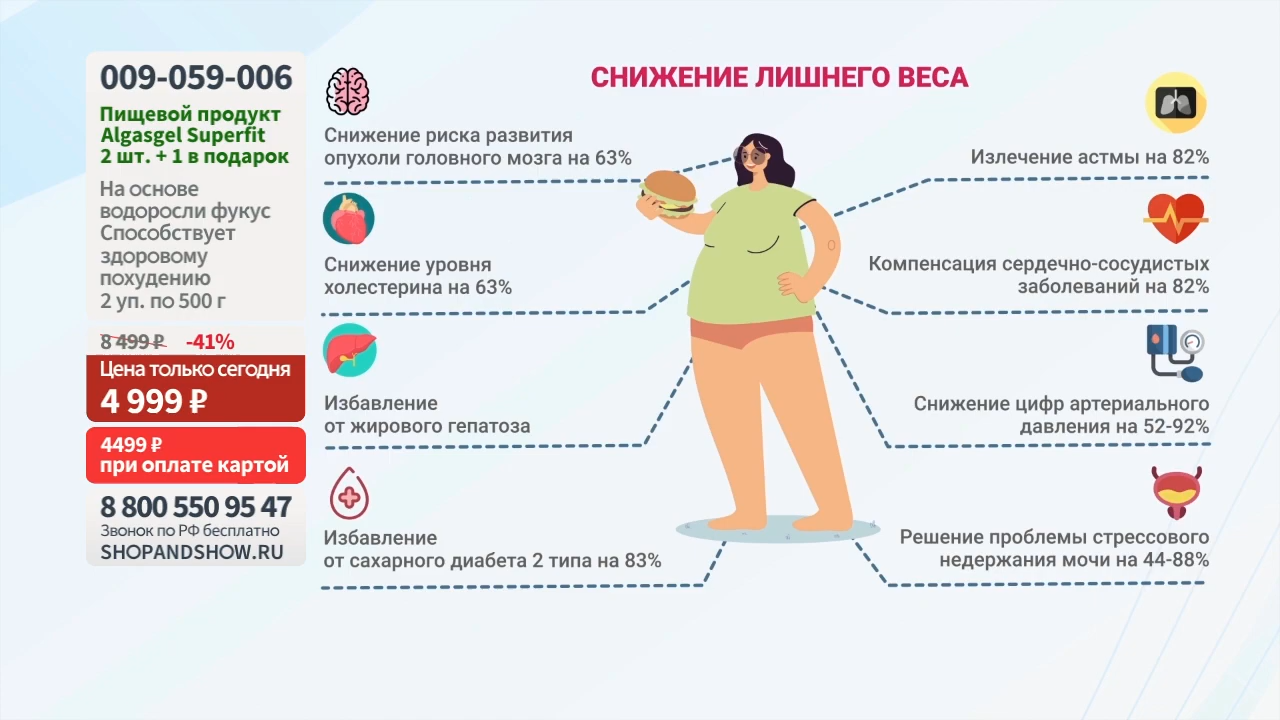 009-059-006
Пищевой продукт
Algasgel Superfit
2 шт. + 1 в подарок
На основе
водоросли фукус
Способствует
здоровому
похудению
2 уп. по 500 г
8 499 ₽ -41%
Цена только сегодня
4 999 ₽
4499 ₽
при оплате картой
8 800 550 95 47
Звонок по РФ бесплатно
SHOPANDSHOW.RU
СНИЖЕНИЕ ЛИШНЕГО ВЕСА
Снижение риска развития
опухоли головного мозга на 63%
Снижение уровня
холестерина на 63%
Избавление
от жирового гепатоза
Избавление
от сахарного диабета 2 типа на 83%
Излечение астмы на 82%
Компенсация сердечно-сосудистых
заболеваний на 82%
Снижение цифр артериального
давления на 52-92%
Решение проблемы стрессового
недержания мочи на 44-88%